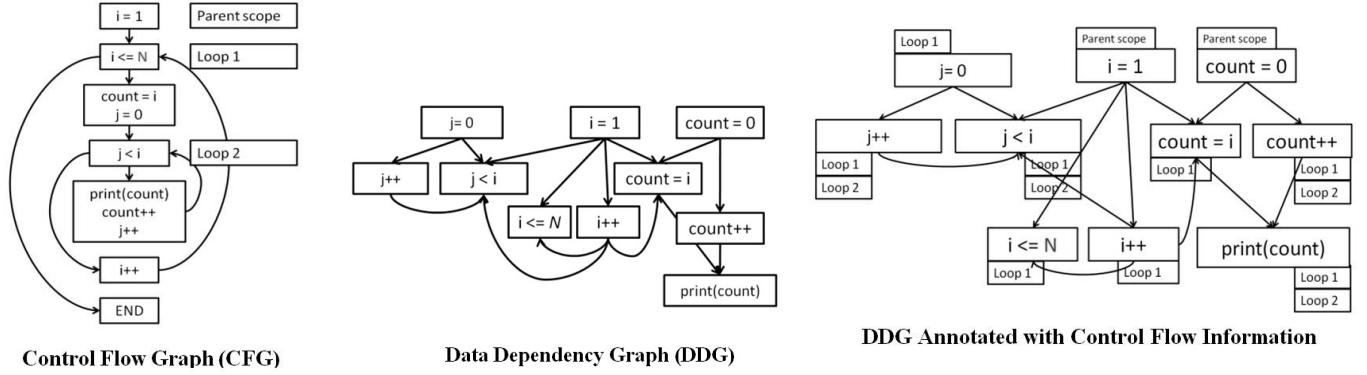 i = 1
Parent scope
i <= N
Loop 1
count = i
j = 0
j < i
Loop 2
print(count)
count++
j++
i++
END
Control Flow Graph (CFG)
j= 0
i = 1
count = 0
j++
j < i
count = i
i <= N
i++
count++
print(count)
Data Dependency Graph (DDG)
Loop 1
j= 0
Parent scope
i = 1
Parent scope
count = 0
j++
Loop 1
Loop 2
j < i
Loop 1
Loop 2
count = i
Loop 1
count++
Loop 1
Loop 2
i <= N
Loop 1
i++
Loop 1
print(count)
Loop 1
Loop 2
DDG Annotated with Control Flow Information